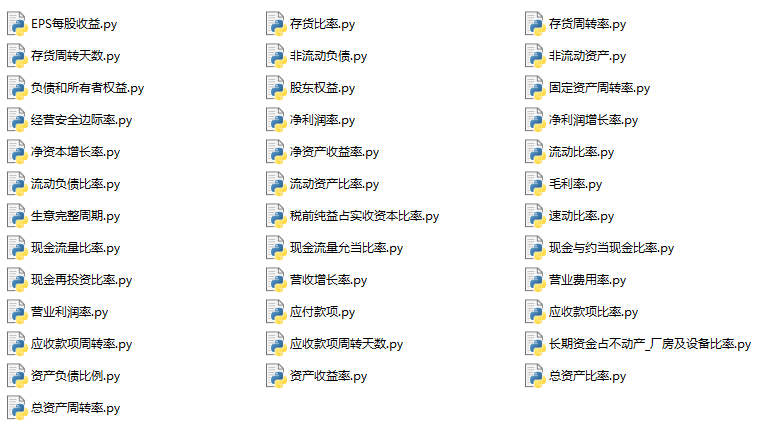 EPS每股收益.py
存货比率.py
存货周转率.py
存货周转天数.py
非流动负债.py
非流动资产.py
负债和所有者权益.py
股东权益.py
固定资产周转率.py
经营安全边际率.py
净利润率.py
净利润增长率.py
净资本增长率.py
净资产收益率.py
流动比率.py
流动负债比率.py
流动资产比率.py
毛利率.py
生意完整周期.py
税前纯益占实收资本比率.py
速动比率.py
现金流量比率.py
现金流量允当比率.py
现金与约当现金比率.py
现金再投资比率.py
营收增长率.py
营业费用率.py
营业利润率.py
应付款项.py
应收款项比率.py
应收款项周转率.py
应收款项周转天数.py
长期资金占不动产_厂房及设备比率.py
资产负债比例.py
资产收益率.py
总资产比率.py
总资产周转率.py